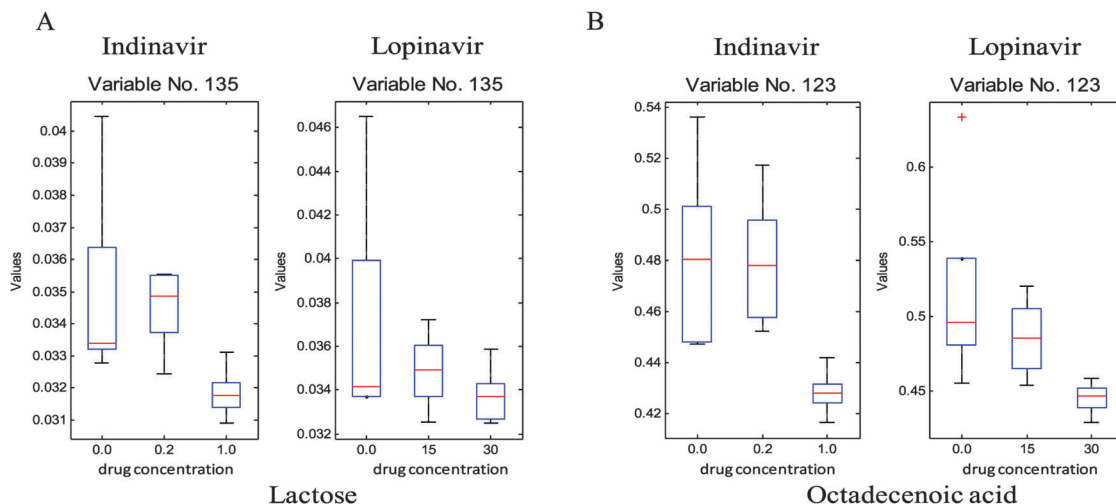 A
Indinavir
Lopinavir
Variable No. 135
Variable No. 135
Values
0.04
0.039
0.038
0.037
0.036
0.035
0.034
0.033
0.032
0.031
0.0
0.2
1.0
drug concentration
Values
0.046
0.044
0.042
0.04
0.038
0.036
0.034
0.032
0.0
15
30
drug concentration
Lactose
B
Indinavir
Lopinavir
Variable No. 123
Variable No. 123
Values
0.54
0.52
0.5
0.48
0.46
0.44
0.42
0.0
0.2
1.0
drug concentration
Values
0.6
0.55
0.5
0.45
0.0
15
30
drug concentration
Octadecenoic acid